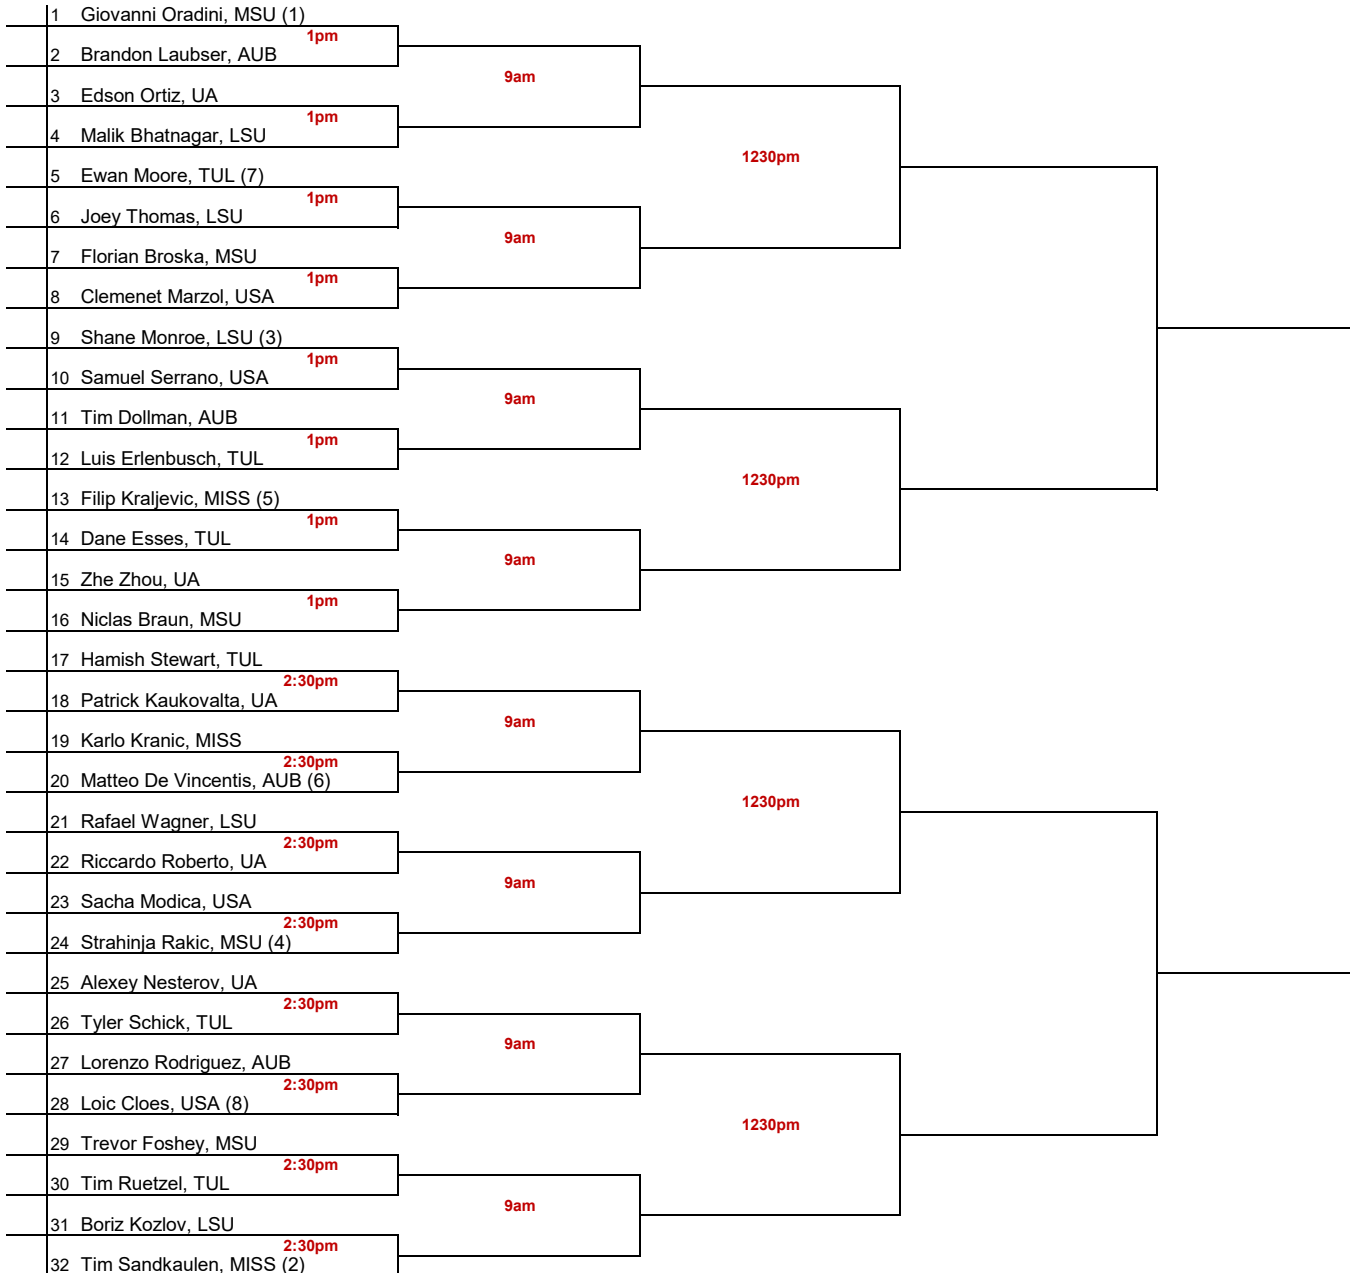 1 Giovanni Oradini, MSU (1)
1pm
2 Brandon Laubser, AUB
9am
3 Edson Ortiz, UA
1pm
4 Malik Bhatnagar, LSU
1230pm
5 Ewan Moore, TUL (7)
1pm
6 Joey Thomas, LSU
9am
7 Florian Broska, MSU
1pm
8 Clemenet Marzol, USA
9 Shane Monroe, LSU (3)
1pm
10 Samuel Serrano, USA
9am
11 Tim Dollman, AUB
1pm
12 Luis Erlenbusch, TUL
1230pm
13 Filip Kraljevic, MISS (5)
1pm
14 Dane Esses, TUL
9am
15 Zhe Zhou, UA
1pm
16 Niclas Braun, MSU
17 Hamish Stewart, TUL
2:30pm
18 Patrick Kaukovalta, UA
9am
19 Karlo Kranic, MISS
2:30pm
20 Matteo De Vincentis, AUB (6)
1230pm
21 Rafael Wagner, LSU
2:30pm
22 Riccardo Roberto, UA
9am
23 Sacha Modica, USA
2:30pm
24 Strahinja Rakic, MSU (4)
25 Alexey Nesterov, UA
2:30pm
26 Tyler Schick, TUL
9am
27 Lorenzo Rodriguez, AUB
2:30pm
28 Loic Cloes, USA (8)
1230pm
29 Trevor Foshey, MSU
2:30pm
30 Tim Ruetzel, TUL
9am
31 Boriz Kozlov, LSU
2:30pm
32 Tim Sandkaulen, MISS (2)